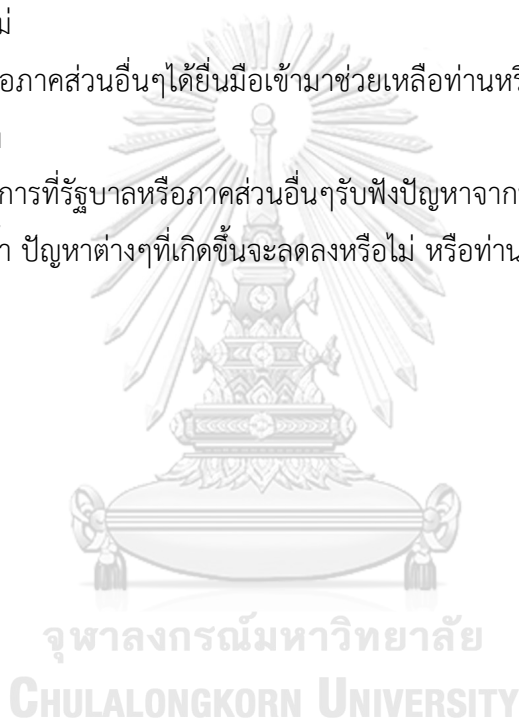 ม่
อภาคส่วนอื่นๆได้ยื่นมือเข้ามาช่วยเหลือท่านหรื
การที่รัฐบาลหรือภาคส่วนอื่นๆรับฟังปัญหาจาก
ปัญหาต่างๆที่เกิดขึ้นจะลดลงหรือไม่ หรือท่าน
จุฬาลงกรณ์มหาวิทยาลัย
CHULALONGKORN UNIVERSITY